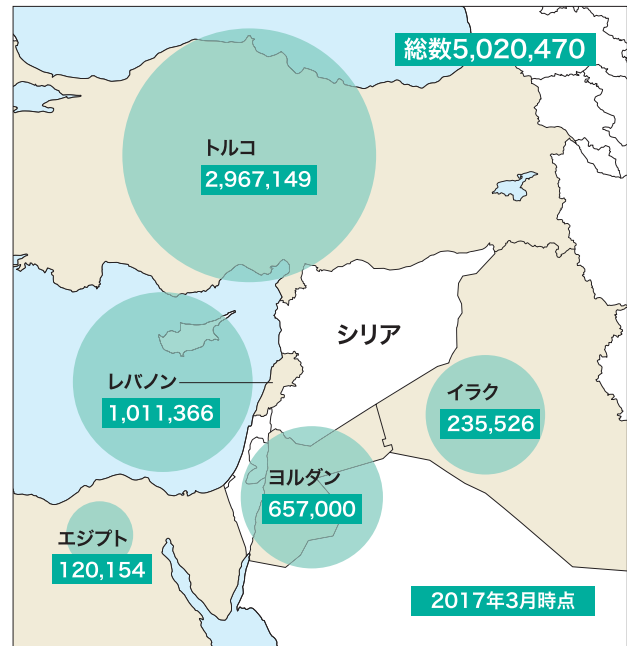 総数5,020,470
トルコ
2,967,149
シリア
レバノン
1,011,366
イラク
235,526
ヨルダン
657,000
エジプト
120,154
2017年3月時点